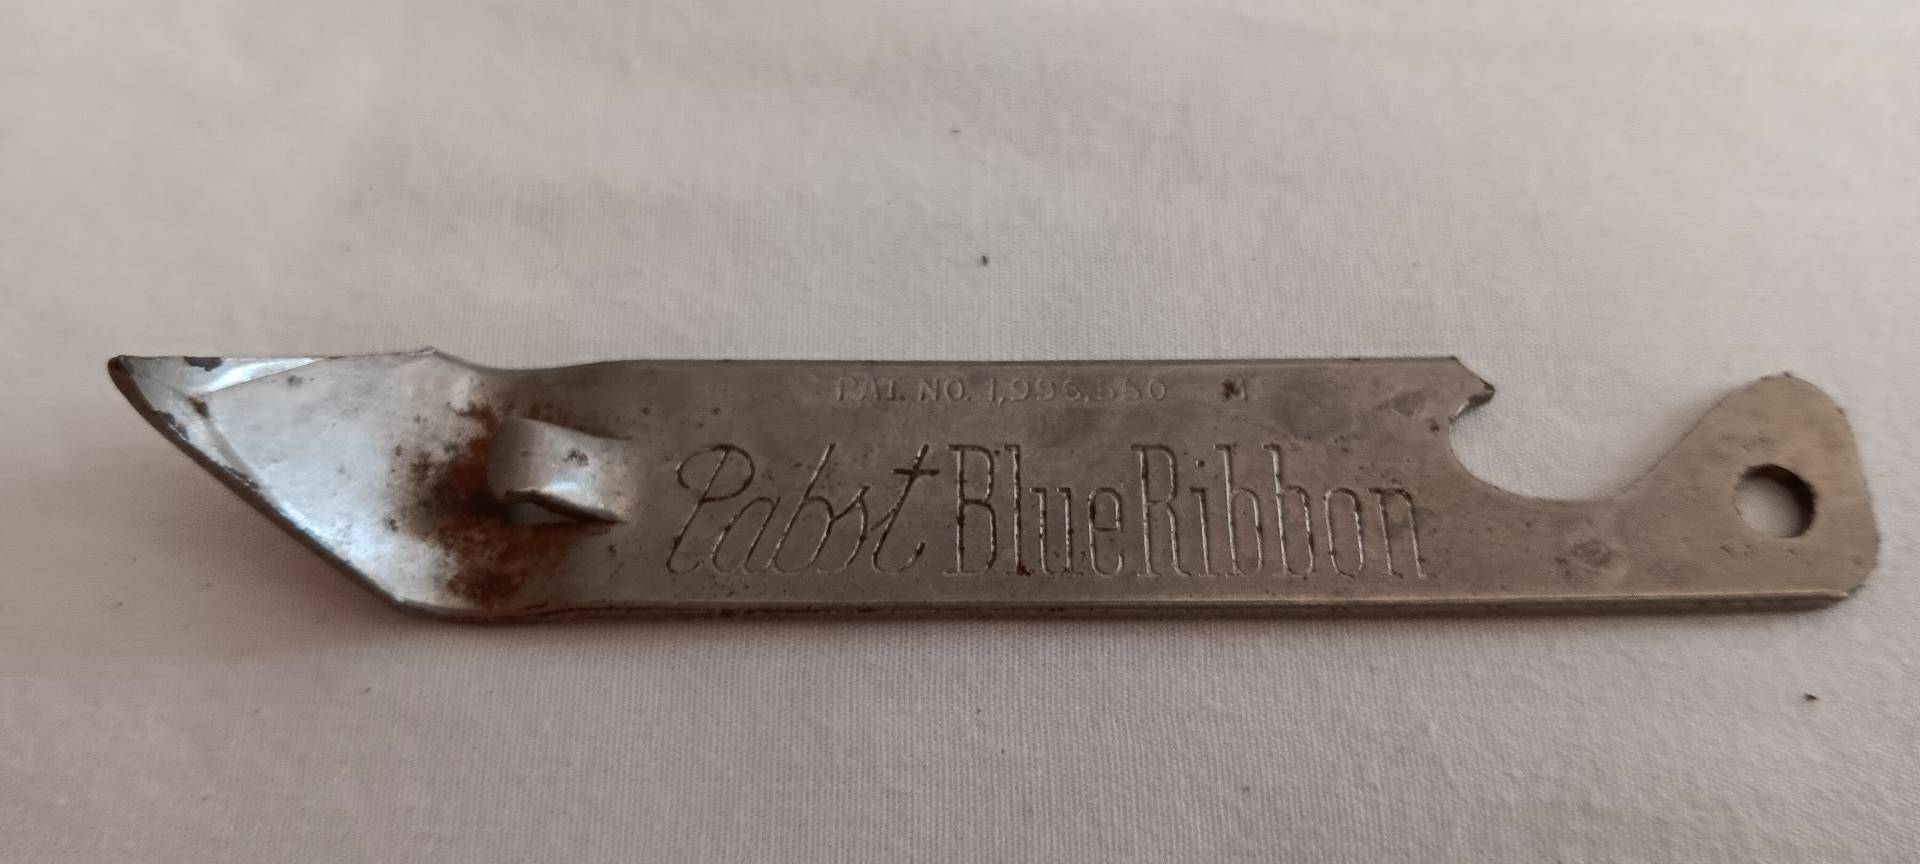 PAT. NO. 1,996,550 M
Pabst Blue Ribbon